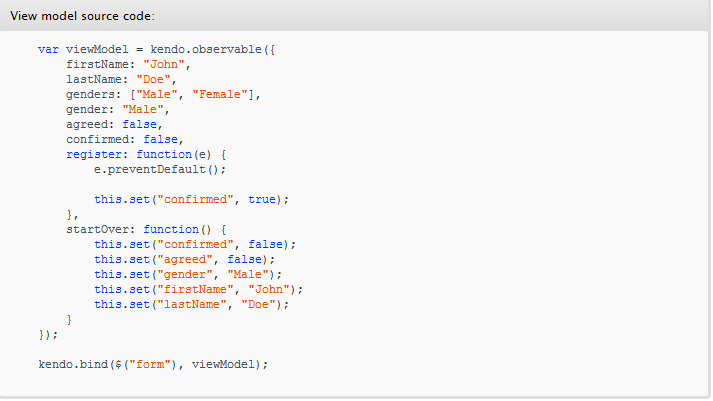 View model source code:
var viewModel = kendo.observable({
firstName: "John",
lastName: "Doe",
genders: ["Male", "Female"],
gender: "Male",
agreed: false,
confirmed: false,
register: function(e) {
e.preventDefault();
this.set("confirmed", true);
},
startOver: function() {
this.set("confirmed", false);
this.set("agreed", false);
this.set("gender", "Male");
this.set("firstName", "John");
this.set("lastName", "Doe");
}
});
kendo.bind($("form"), viewModel);